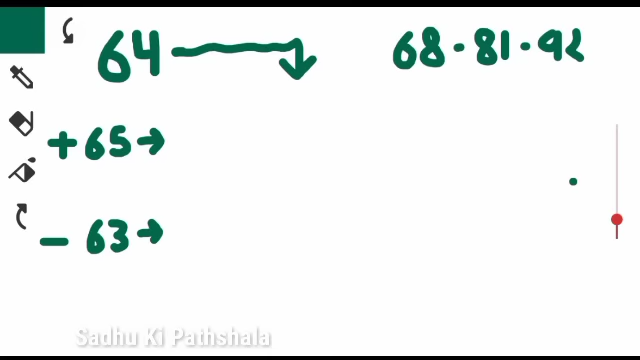 64 → 68 · 81 · 92
+ 65 →
− 63 →
Sadhu Ki Pathshala